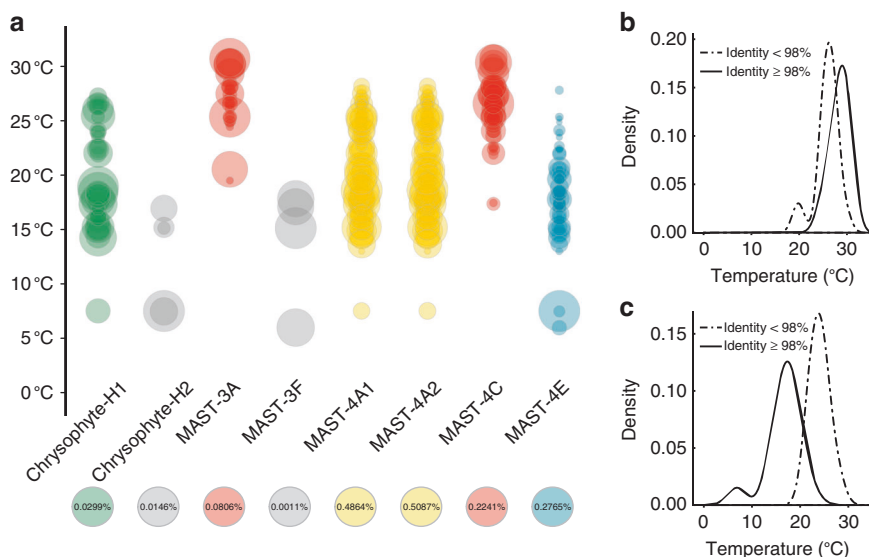 a
30 °C
25 °C
20 °C
15 °C
10 °C
5 °C
0 °C
Chrysophyte-H1
Chrysophyte-H2
MAST-3A
MAST-3F
MAST-4A1
MAST-4A2
MAST-4C
MAST-4E
0.0299%
0.0146%
0.0806%
0.0011%
0.4864%
0.5087%
0.2241%
0.2765%
b
0.20
0.15
0.10
0.05
0.00
Density
Identity < 98%
Identity ≥ 98%
0 10 20 30
Temperature (°C)
c
0.15
0.10
0.05
0.00
Density
Identity < 98%
Identity ≥ 98%
0 10 20 30
Temperature (°C)